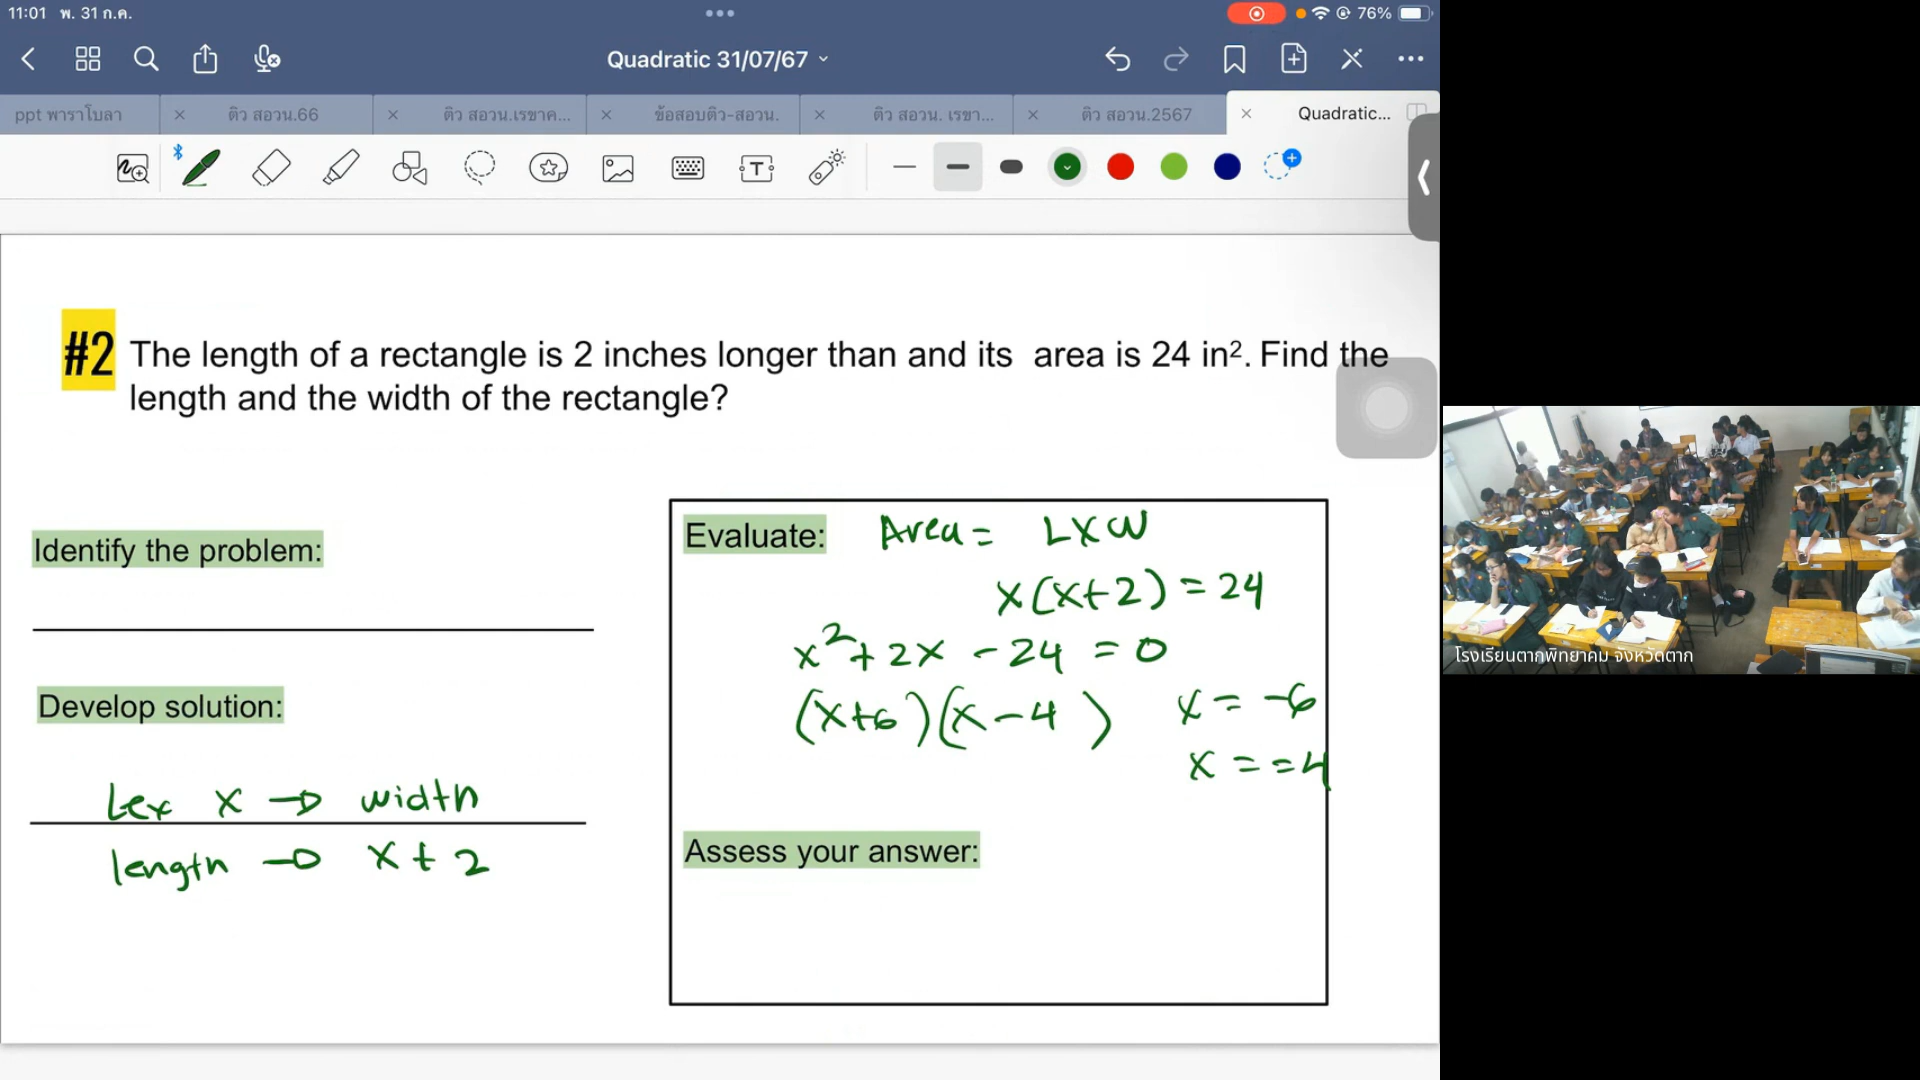 11:01 พ. 31 ก.ค.
76%
Quadratic 31/07/67
ppt พาราโบลา
ติว สอวน.66
ติว สอวน.เรขาค...
ข้อสอบติว-สอวน.
ติว สอวน. เรขา...
ติว สอวน.2567
Quadratic...
#2 The length of a rectangle is 2 inches longer than and its area is 24 in². Find the
length and the width of the rectangle?
Identify the problem:
Develop solution:
Lex x → width
length → x + 2
Evaluate: Area = L X W
x(x+2) = 24
x² + 2x - 24 = 0
(x+6)(x-4) x = -6
x = =4
Assess your answer:
โรงเรียนตากพิทยาคม จังหวัดตาก